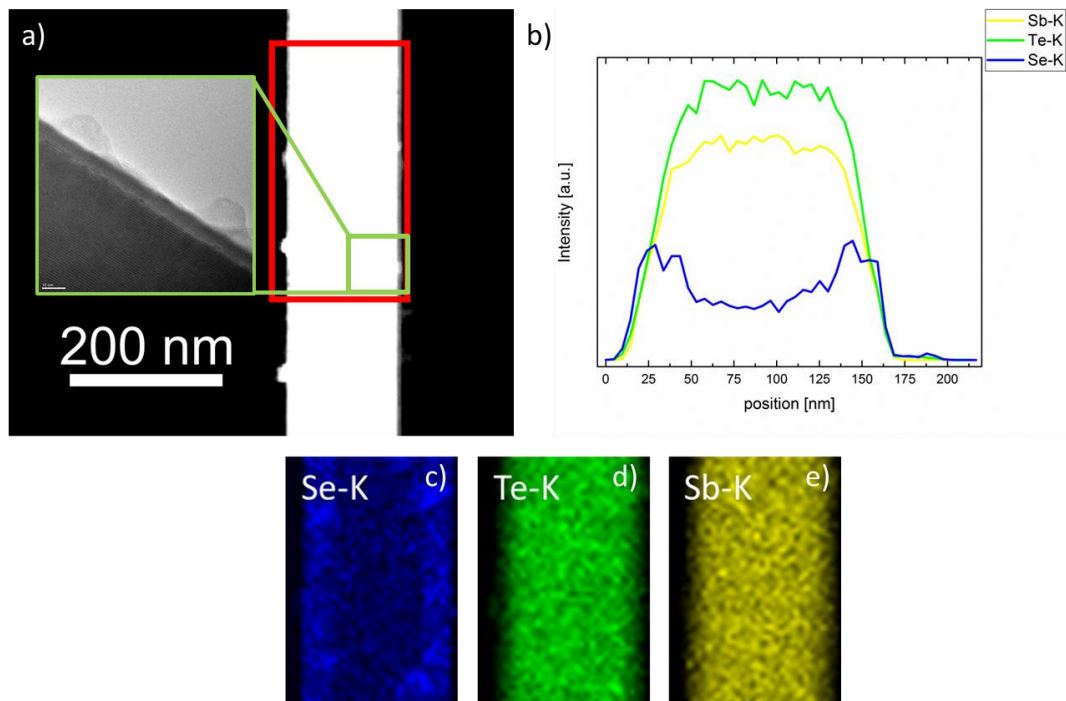 a)
200 nm
b)
Sb-K
Te-K
Se-K
Intensity [a.u.]
0 25 50 75 100 125 150 175 200
position [nm]
Se-K c)
Te-K d)
Sb-K e)